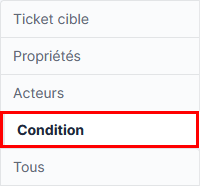 Ticket cible
Propriétés
Acteurs
Condition
Tous